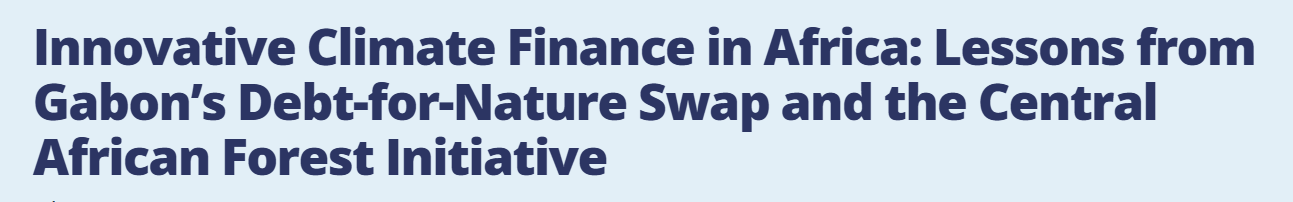 Innovative Climate Finance in Africa: Lessons from
Gabon’s Debt-for-Nature Swap and the Central
African Forest Initiative